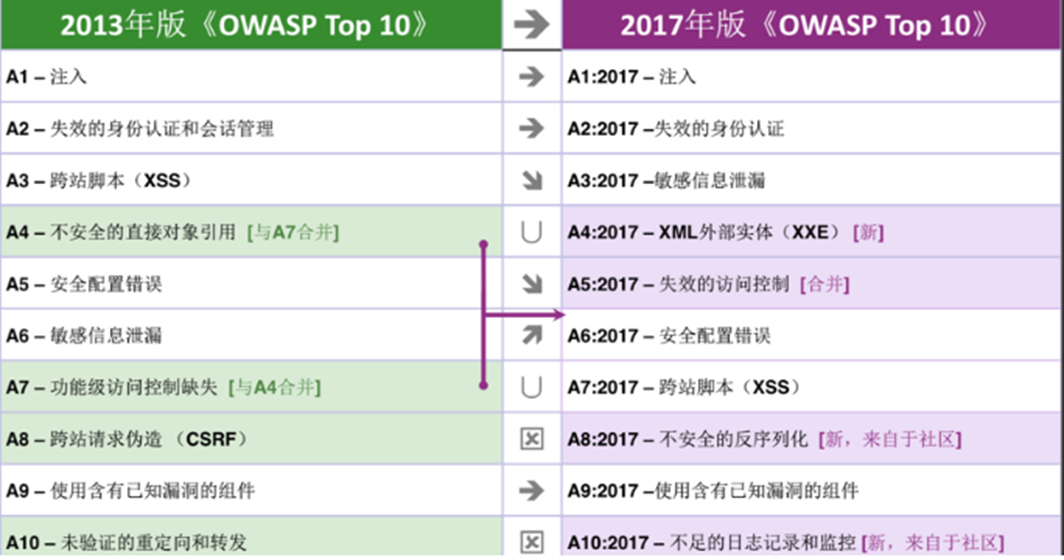 2013年版《OWASP Top 10》 2017年版《OWASP Top 10》
A1 – 注入 A1:2017 – 注入
A2 – 失效的身份认证和会话管理 A2:2017 –失效的身份认证
A3 – 跨站脚本（XSS） A3:2017 –敏感信息泄漏
A4 – 不安全的直接对象引用 [与A7合并] A4:2017 – XML外部实体（XXE） [新]
A5 – 安全配置错误 A5:2017 – 失效的访问控制 [合并]
A6 – 敏感信息泄漏 A6:2017 – 安全配置错误
A7 – 功能级访问控制缺失 [与A4合并] A7:2017 – 跨站脚本（XSS）
A8 – 跨站请求伪造 （CSRF） A8:2017 – 不安全的反序列化 [新，来自于社区]
A9 – 使用含有已知漏洞的组件 A9:2017 –使用含有已知漏洞的组件
A10 – 未验证的重定向和转发 A10:2017 – 不足的日志记录和监控 [新，来自于社区]